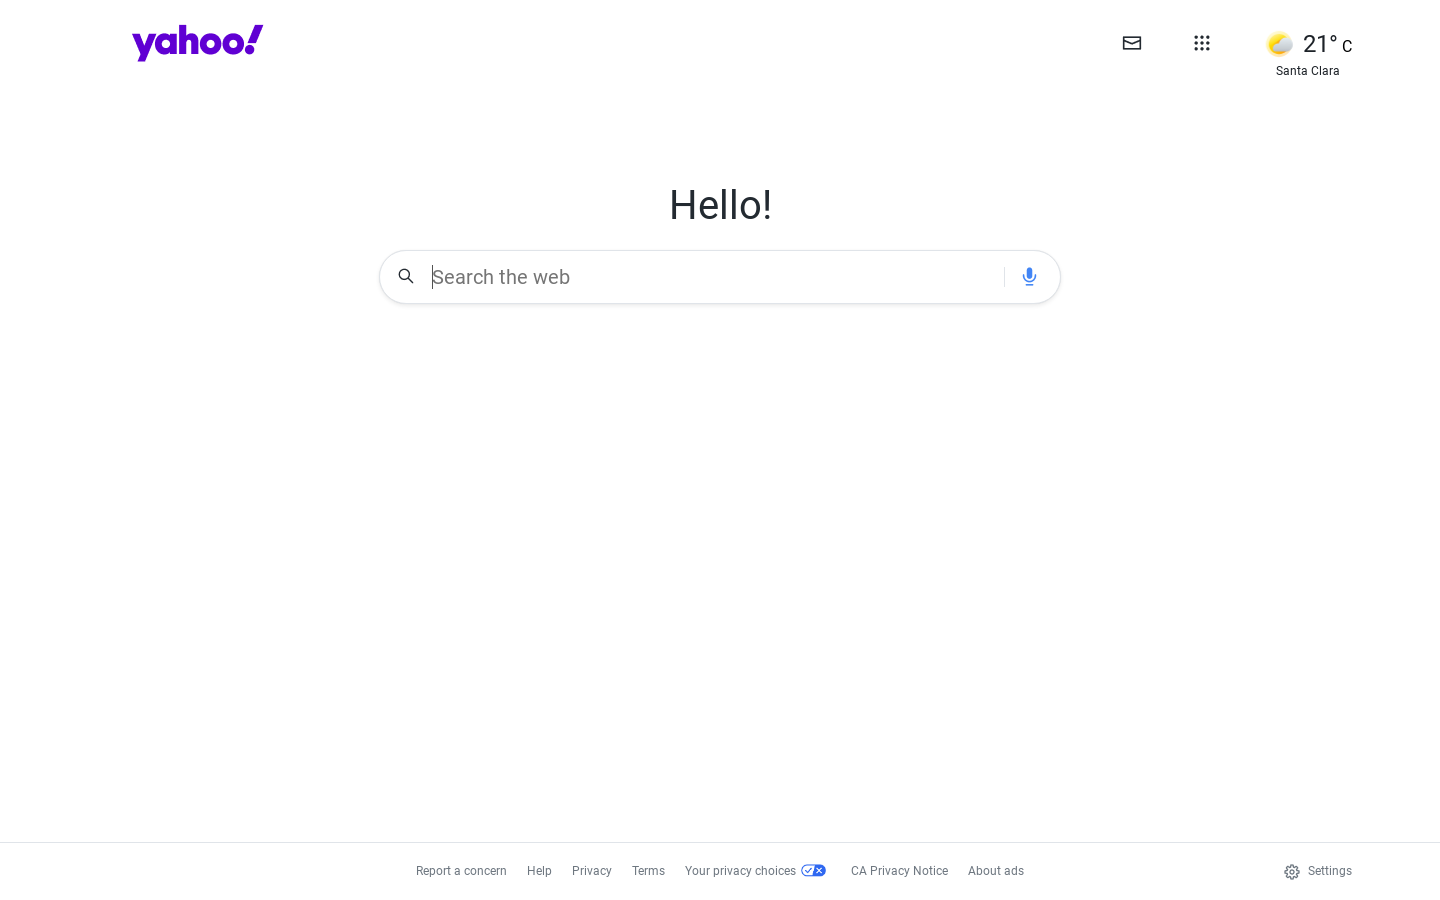 yahoo!
21° C
Santa Clara
Hello!
Search the web
Report a concern Help Privacy Terms Your privacy choices CA Privacy Notice About ads Settings